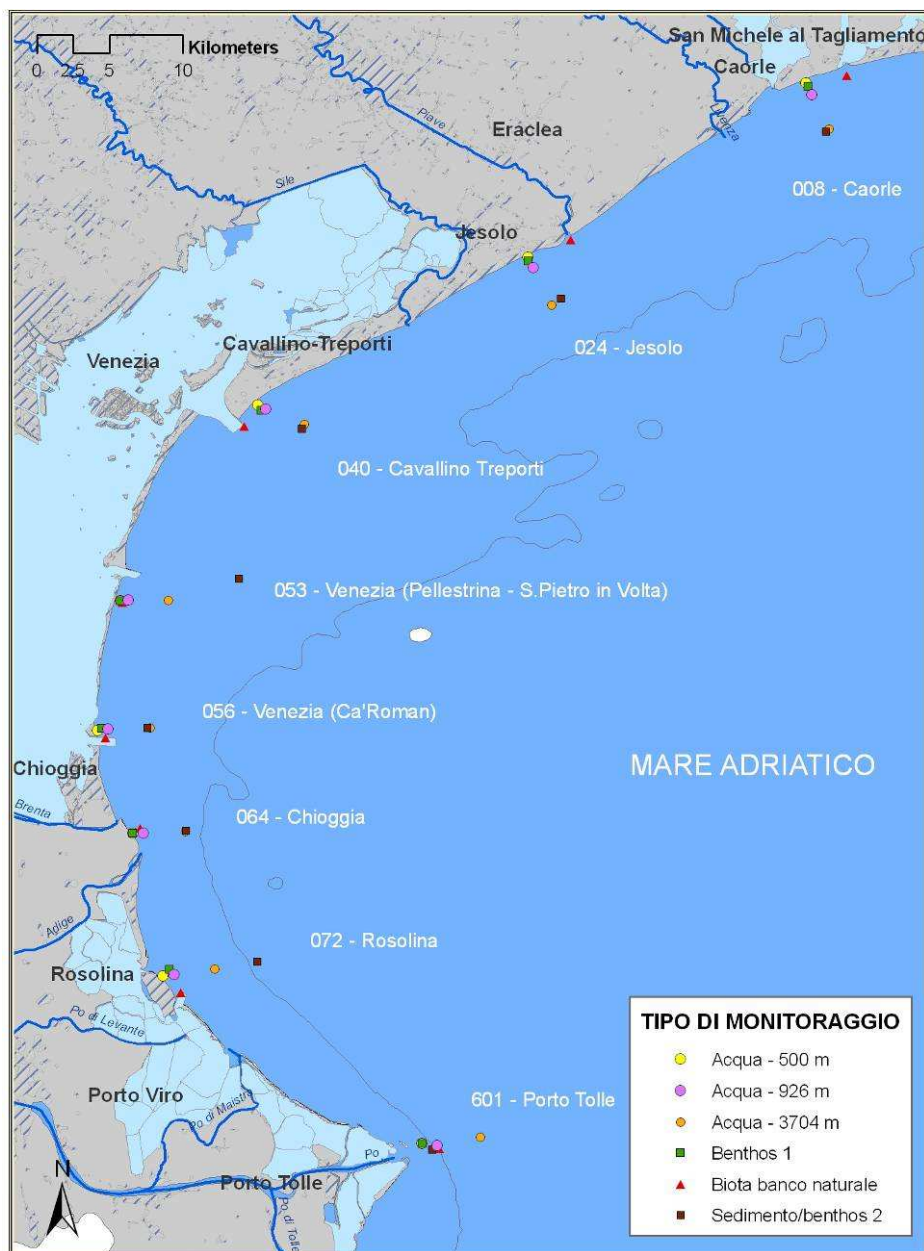 San Michele al Tagliamento
Kilometers
0 2.5 5 10
Caorle
Piave
Eraclea
Livenza
008 - Caorle
Sile
Jesolo
024 - Jesolo
Cavallino-Treporti
Venezia
040 - Cavallino Treporti
053 - Venezia (Pellestrina - S.Pietro in Volta)
056 - Venezia (Ca'Roman)
MARE ADRIATICO
Chioggia
Brenta
064 - Chioggia
Adige
072 - Rosolina
Rosolina
Po di Levante
Porto Viro
Po di Maistra
601 - Porto Tolle
Po
N
Porto Tolle
Po di Tolle
TIPO DI MONITORAGGIO
Acqua - 500 m
Acqua - 926 m
Acqua - 3704 m
Benthos 1
Biota banco naturale
Sedimento/benthos 2